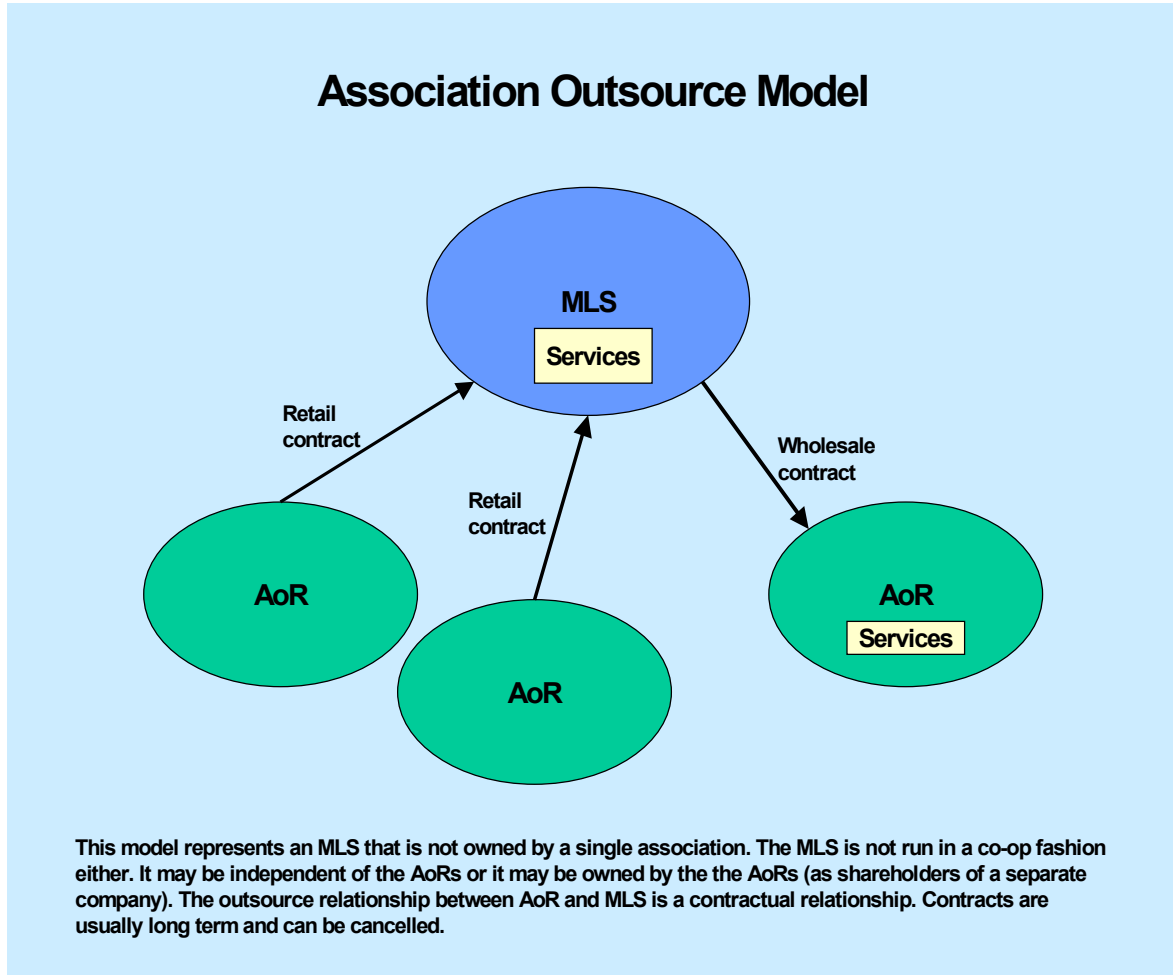 Association Outsource Model
MLS
Services
Retail
contract
Retail
contract
Wholesale
contract
AoR
AoR
AoR
Services
This model represents an MLS that is not owned by a single association. The MLS is not run in a co-op fashion
either. It may be independent of the AoRs or it may be owned by the the AoRs (as shareholders of a separate
company). The outsource relationship between AoR and MLS is a contractual relationship. Contracts are
usually long term and can be cancelled.